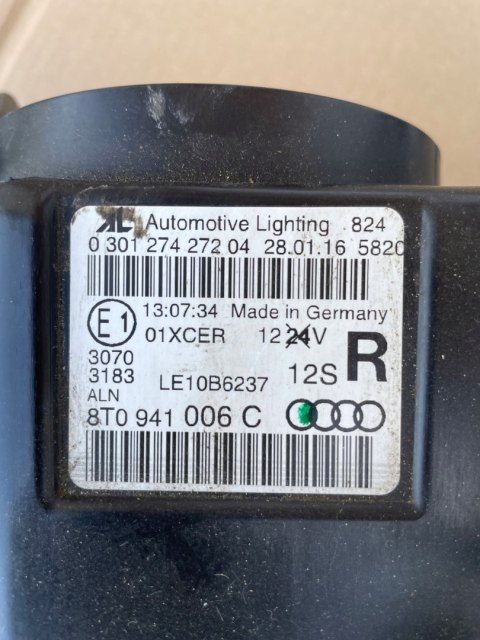 AL Automotive Lighting 824
0 301 274 272 04 28.01.16 5820
E1 13:07:34 Made in Germany
01XCER 12 24V
3070
3183 LE10B6237 12S R
ALN
8T0 941 006 C